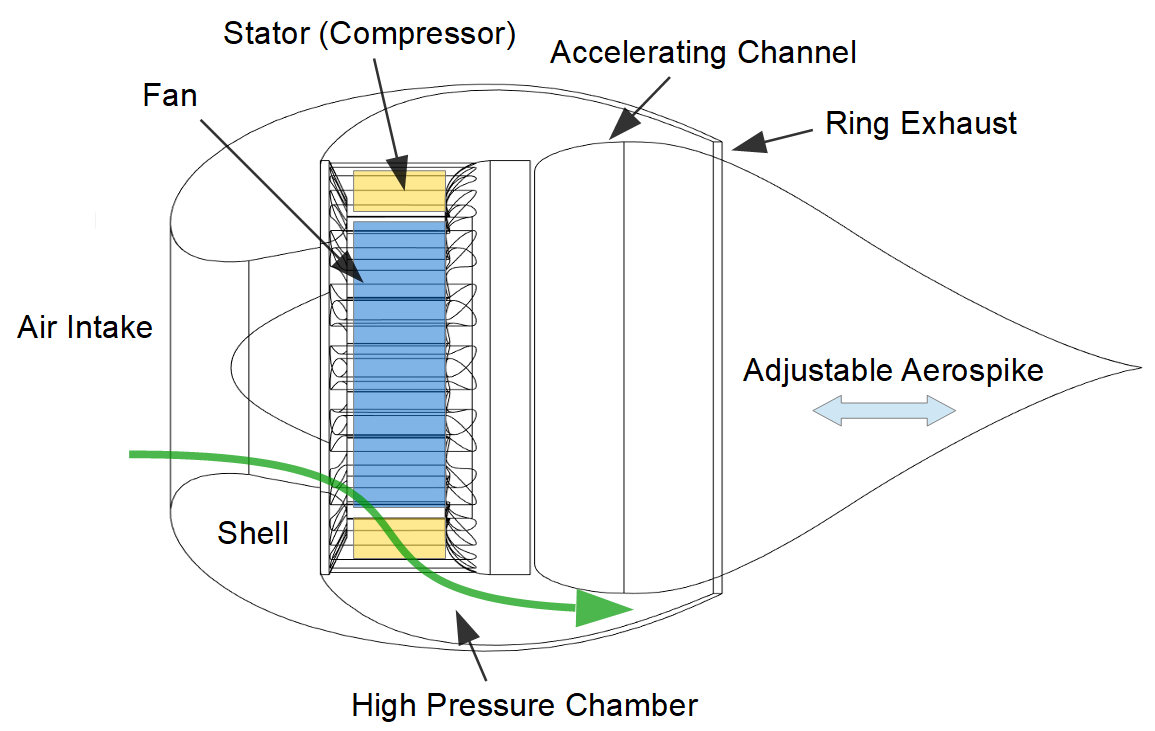 Stator (Compressor)
Accelerating Channel
Fan
Ring Exhaust
Air Intake
Adjustable Aerospike
Shell
High Pressure Chamber